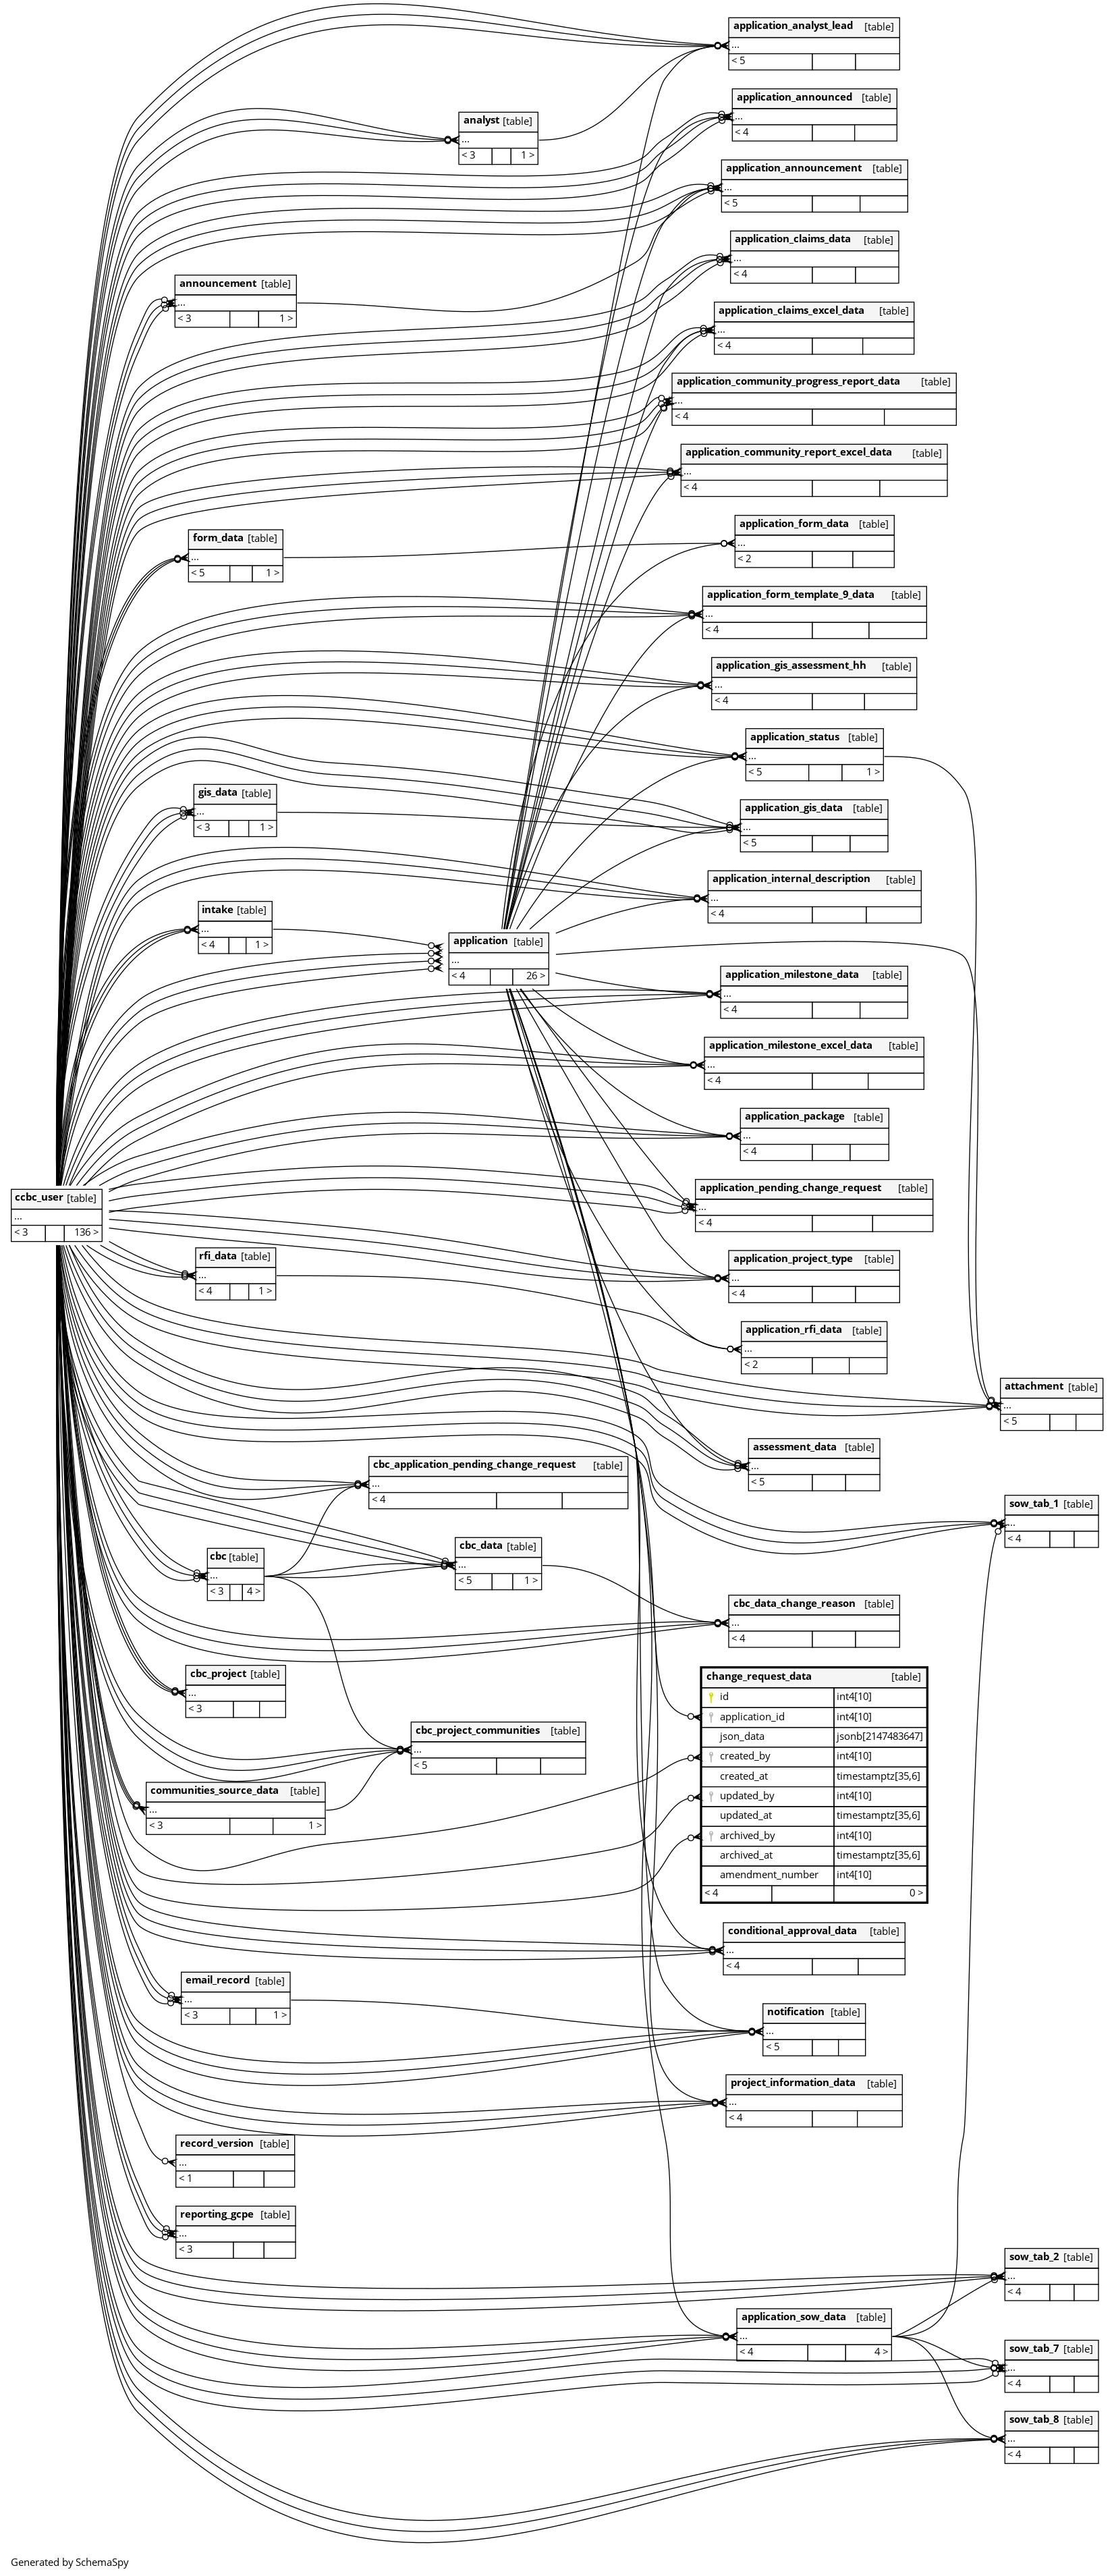 application_analyst_lead [table]
...
< 5
application_announced [table]
...
< 4
analyst [table]
...
< 3 1 >
application_announcement [table]
...
< 5
application_claims_data [table]
...
< 4
announcement [table]
...
< 3 1 >
application_claims_excel_data [table]
...
< 4
application_community_progress_report_data [table]
...
< 4
application_community_report_excel_data [table]
...
< 4
application_form_data [table]
...
< 2
form_data [table]
...
< 5 1 >
application_form_template_9_data [table]
...
< 4
application_gis_assessment_hh [table]
...
< 4
application_status [table]
...
< 5 1 >
gis_data [table]
...
< 3 1 >
application_gis_data [table]
...
< 5
application_internal_description [table]
...
< 4
intake [table]
...
< 4 1 >
application [table]
...
< 4 26 >
application_milestone_data [table]
...
< 4
application_milestone_excel_data [table]
...
< 4
application_package [table]
...
< 4
application_pending_change_request [table]
...
< 4
ccbc_user [table]
...
< 3 136 >
rfi_data [table]
...
< 4 1 >
application_project_type [table]
...
< 4
application_rfi_data [table]
...
< 2
attachment [table]
...
< 5
assessment_data [table]
...
< 5
cbc_application_pending_change_request [table]
...
< 4
sow_tab_1 [table]
...
< 4
cbc_data [table]
...
< 5 1 >
cbc [table]
...
< 3 4 >
cbc_data_change_reason [table]
...
< 4
cbc_project [table]
...
< 3
change_request_data [table]
id int4[10]
application_id int4[10]
json_data jsonb[2147483647]
created_by int4[10]
created_at timestamptz[35,6]
updated_by int4[10]
updated_at timestamptz[35,6]
archived_by int4[10]
archived_at timestamptz[35,6]
amendment_number int4[10]
< 4 0 >
cbc_project_communities [table]
...
< 5
communities_source_data [table]
...
< 3 1 >
conditional_approval_data [table]
...
< 4
email_record [table]
...
< 3 1 >
notification [table]
...
< 5
project_information_data [table]
...
< 4
record_version [table]
...
< 1
reporting_gcpe [table]
...
< 3
sow_tab_2 [table]
...
< 4
application_sow_data [table]
...
< 4 4 >
sow_tab_7 [table]
...
< 4
sow_tab_8 [table]
...
< 4
Generated by SchemaSpy